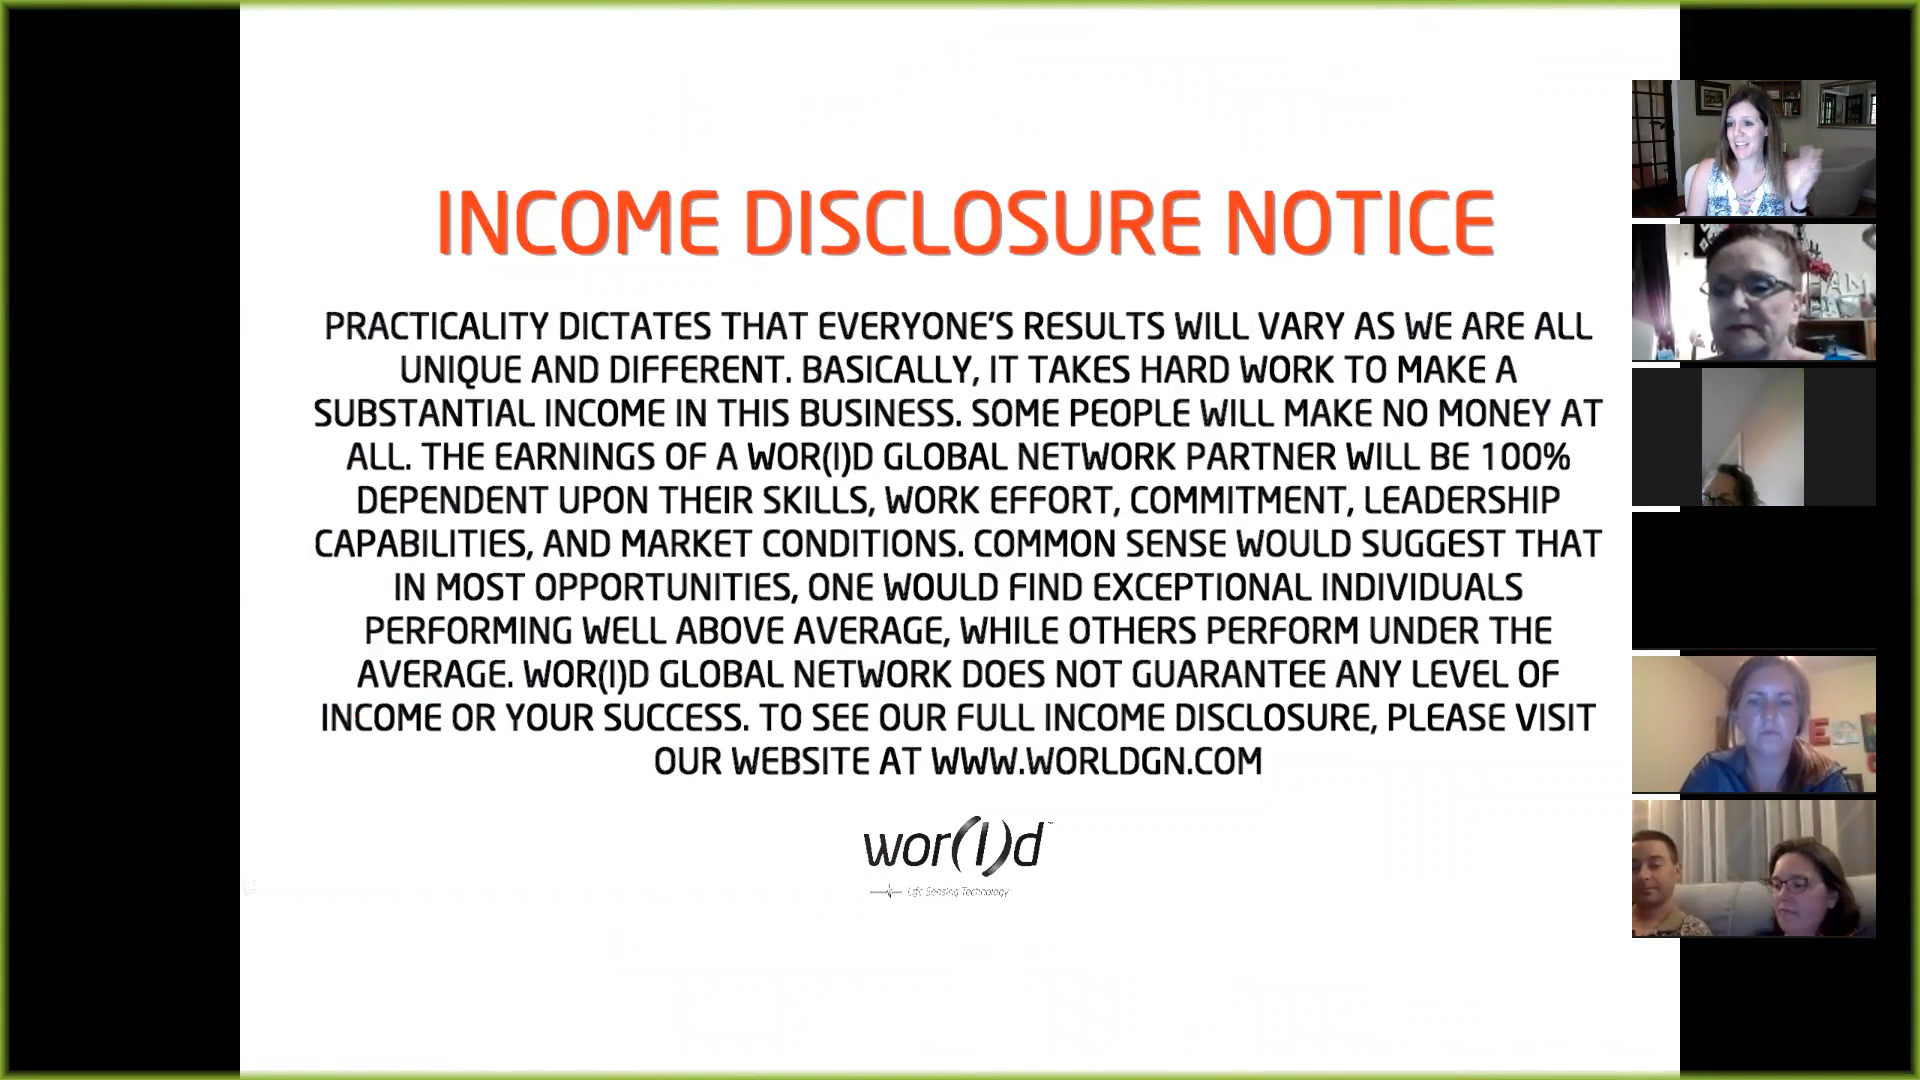 INCOME DISCLOSURE NOTICE
PRACTICALITY DICTATES THAT EVERYONE'S RESULTS WILL VARY AS WE ARE ALL
UNIQUE AND DIFFERENT. BASICALLY, IT TAKES HARD WORK TO MAKE A
SUBSTANTIAL INCOME IN THIS BUSINESS. SOME PEOPLE WILL MAKE NO MONEY AT
ALL. THE EARNINGS OF A WOR(I)D GLOBAL NETWORK PARTNER WILL BE 100%
DEPENDENT UPON THEIR SKILLS, WORK EFFORT, COMMITMENT, LEADERSHIP
CAPABILITIES, AND MARKET CONDITIONS. COMMON SENSE WOULD SUGGEST THAT
IN MOST OPPORTUNITIES, ONE WOULD FIND EXCEPTIONAL INDIVIDUALS
PERFORMING WELL ABOVE AVERAGE, WHILE OTHERS PERFORM UNDER THE
AVERAGE. WOR(I)D GLOBAL NETWORK DOES NOT GUARANTEE ANY LEVEL OF
INCOME OR YOUR SUCCESS. TO SEE OUR FULL INCOME DISCLOSURE, PLEASE VISIT
OUR WEBSITE AT WWW.WORLDGN.COM
wor(l)d™
Life Sensing Technology